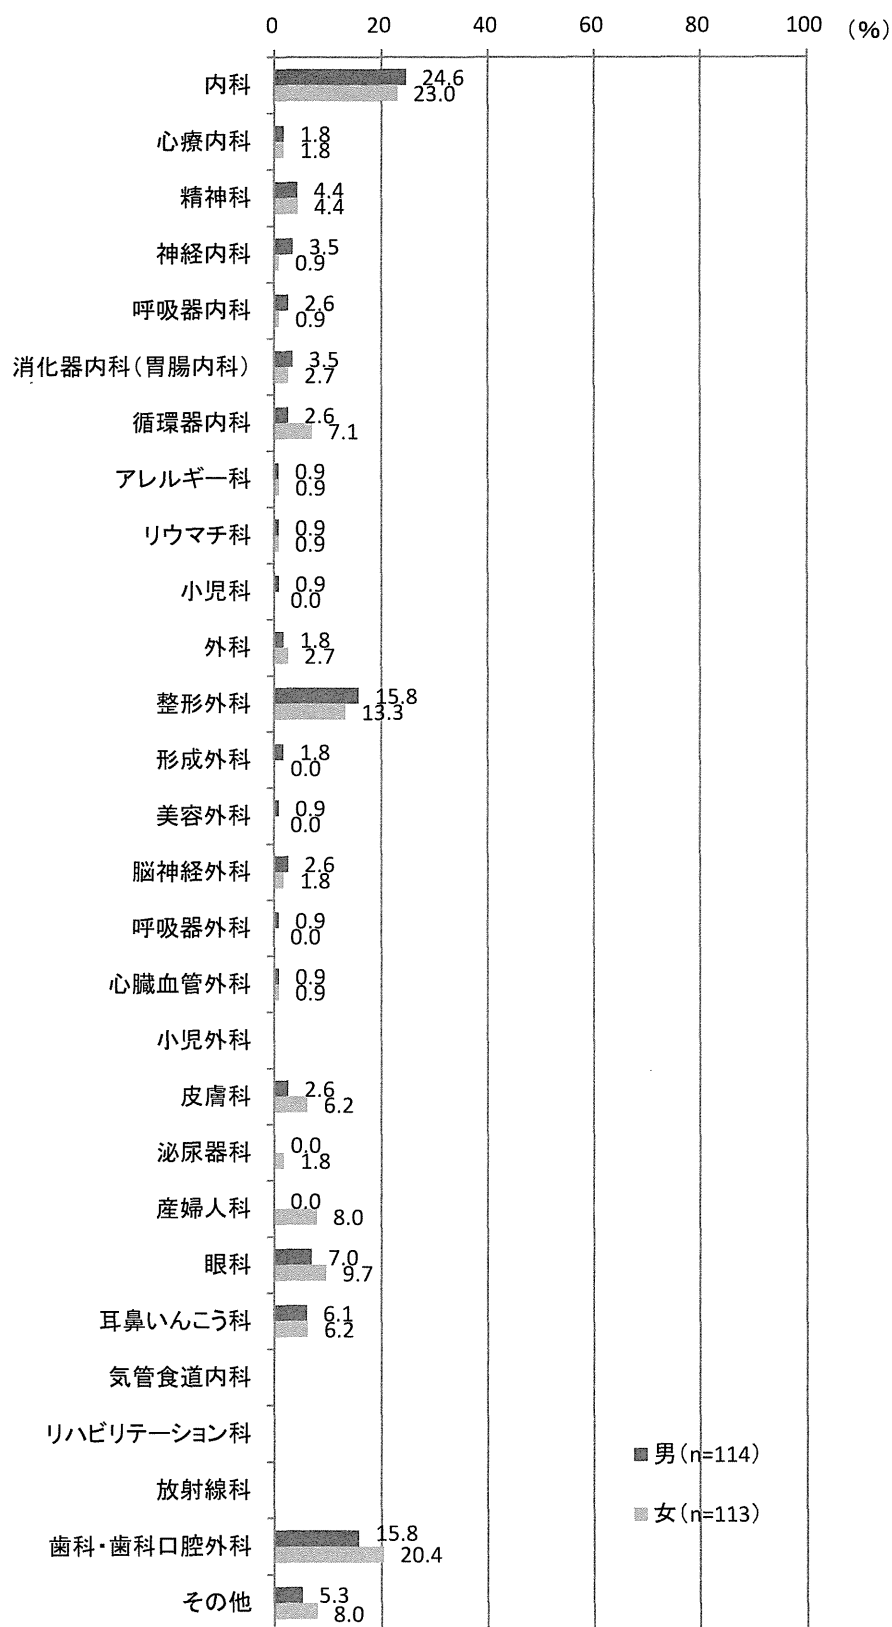 0 20 40 60 80 100 (%)
内科 24.6
23.0
心療内科 1.8
1.8
精神科 4.4
4.4
神経内科 3.5
0.9
呼吸器内科 2.6
0.9
消化器内科(胃腸内科) 3.5
2.7
循環器内科 2.6
7.1
アレルギー科 0.9
0.9
リウマチ科 0.9
0.9
小児科 0.9
0.0
外科 1.8
2.7
整形外科 15.8
13.3
形成外科 1.8
0.0
美容外科 0.9
0.0
脳神経外科 2.6
1.8
呼吸器外科 0.9
0.0
心臓血管外科 0.9
0.9
小児外科
皮膚科 2.6
6.2
泌尿器科 0.0
1.8
産婦人科 0.0
8.0
眼科 7.0
9.7
耳鼻いんこう科 6.1
6.2
気管食道内科
リハビリテーション科
男(n=114)
放射線科
女(n=113)
歯科・歯科口腔外科 15.8
20.4
その他 5.3
8.0